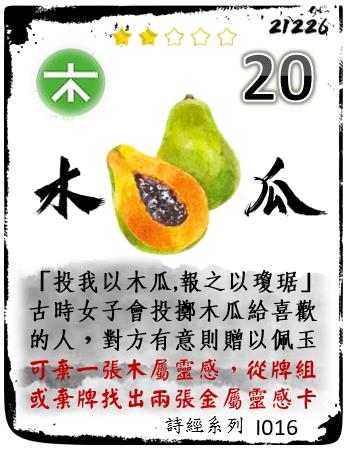 21226
木
20
木 瓜
「投我以木瓜,報之以瓊琚」
古時女子會投擲木瓜給喜歡
的人，對方有意則贈以佩玉
可棄一張木屬靈感，從牌組
或棄牌找出兩張金屬靈感卡
詩經系列 I016